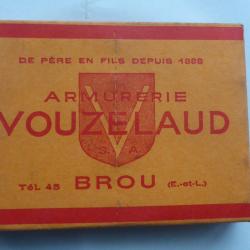 DE PÈRE EN FILS DEPUIS 1888
ARMURERIE
VOUZELAUD
S. A.
Tél. 45 BROU (E.-et-L.)